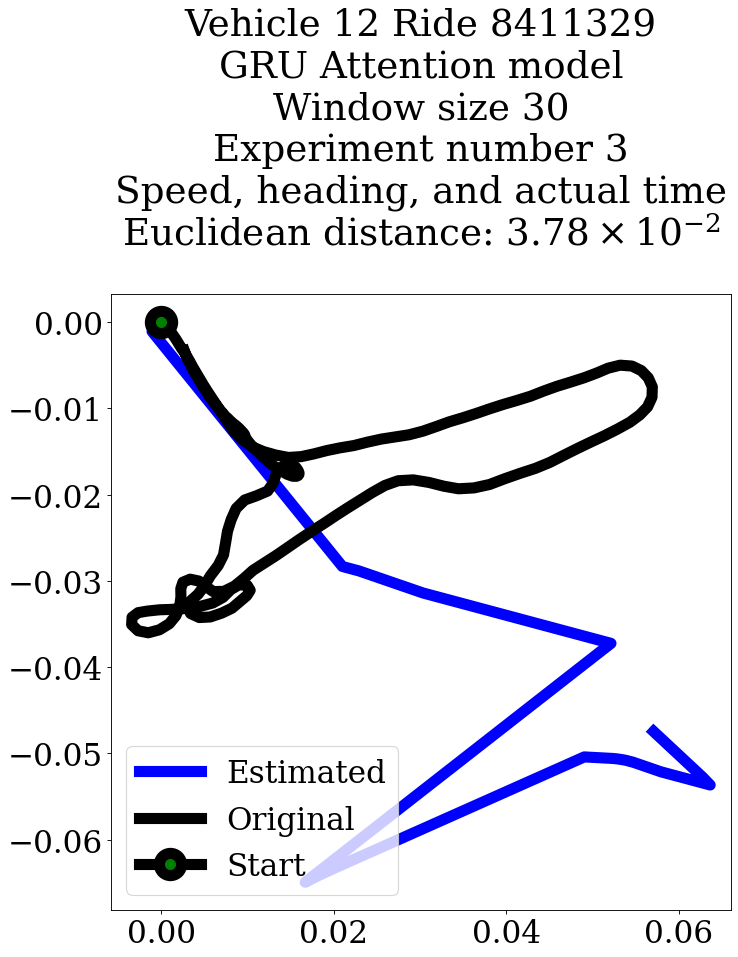 Vehicle 12 Ride 8411329
GRU Attention model
Window size 30
Experiment number 3
Speed, heading, and actual time
Euclidean distance: 3.78 × 10⁻²
0.00
−0.01
−0.02
−0.03
−0.04
−0.05
−0.06
Estimated
Original
Start
0.00 0.02 0.04 0.06